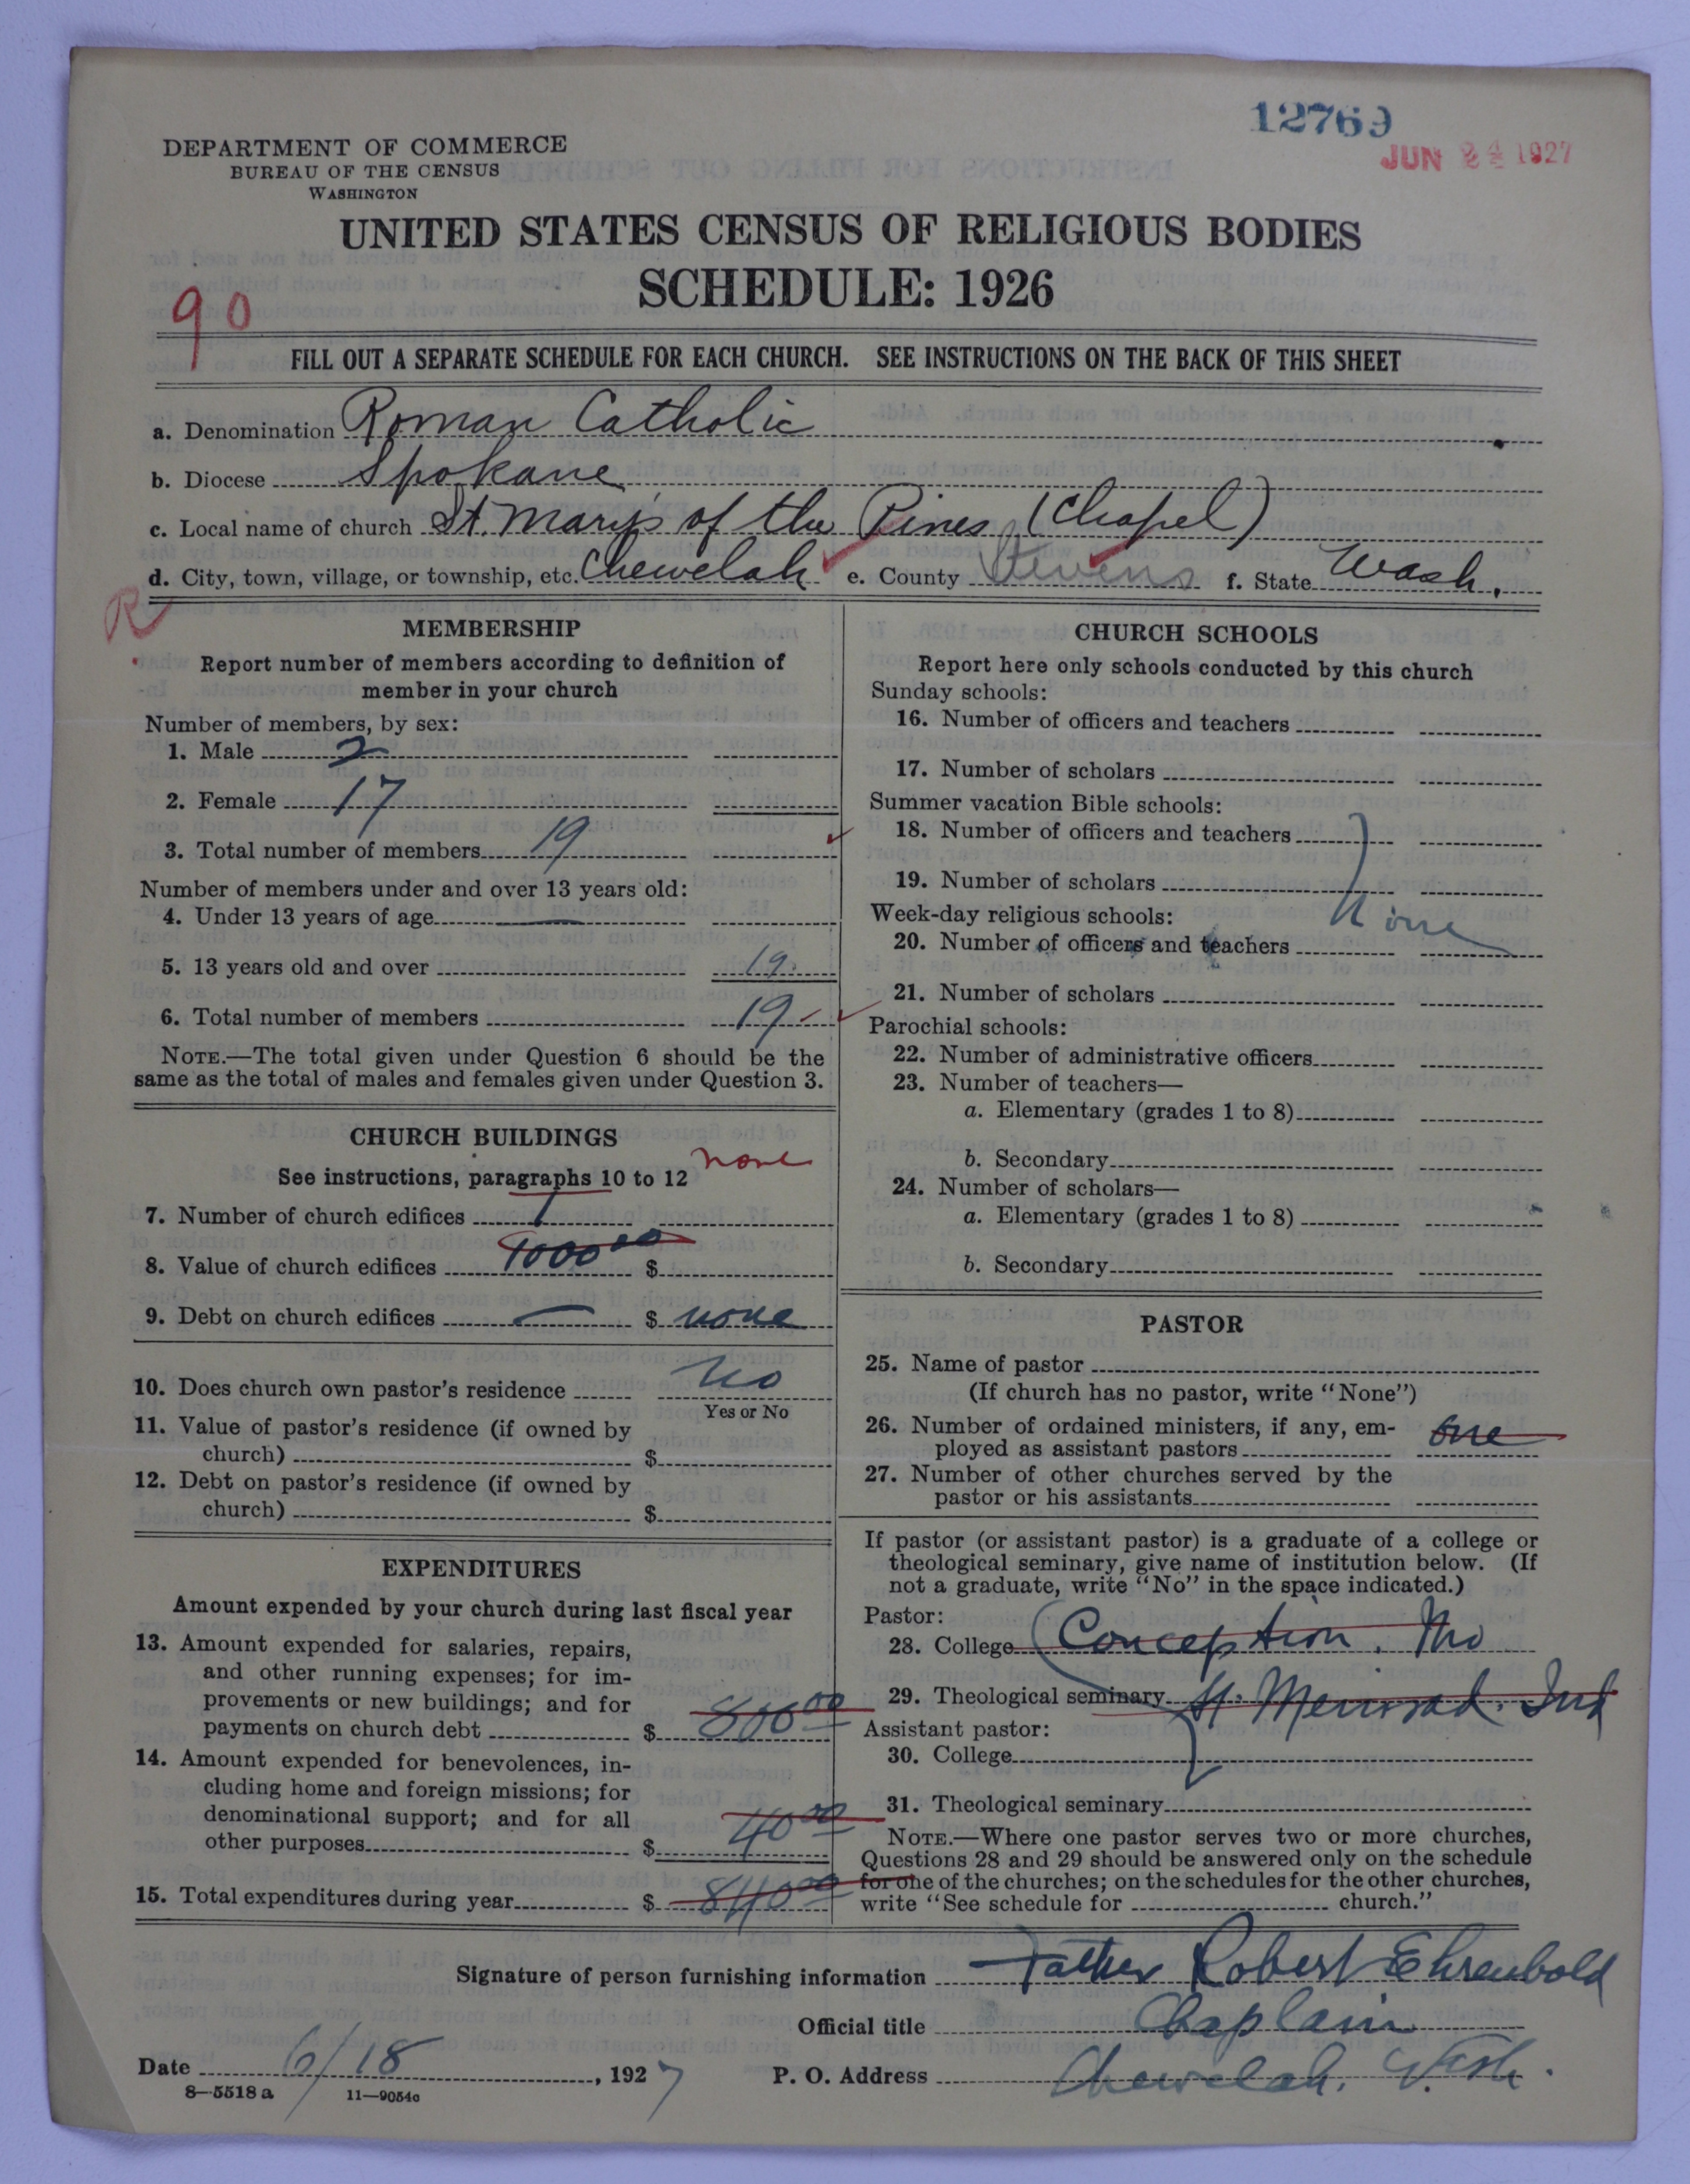 12769
JUN 24 1927
DEPARTMENT OF COMMERCE
BUREAU OF THE CENSUS
WASHINGTON
UNITED STATES CENSUS OF RELIGIOUS BODIES
SCHEDULE: 1926
90
FILL OUT A SEPARATE SCHEDULE FOR EACH CHURCH. SEE INSTRUCTIONS ON THE BACK OF THIS SHEET
a. Denomination Roman Catholic
b. Diocese Spokane
c. Local name of church St. Mary's of the Pines (Chapel)
d. City, town, village, or township, etc. Chewelah e. County Stevens f. State Wash.
R
MEMBERSHIP
Report number of members according to definition of
member in your church
Number of members, by sex:
1. Male 2
2. Female 17
3. Total number of members 19
Number of members under and over 13 years old:
4. Under 13 years of age —
5. 13 years old and over 19.
6. Total number of members 19
NOTE.—The total given under Question 6 should be the
same as the total of males and females given under Question 3.
CHURCH BUILDINGS
none
See instructions, paragraphs 10 to 12
7. Number of church edifices 1
8. Value of church edifices 1000 00 $
9. Debt on church edifices — $ none
10. Does church own pastor's residence No
Yes or No
11. Value of pastor's residence (if owned by
church) $
12. Debt on pastor's residence (if owned by
church) $
EXPENDITURES
Amount expended by your church during last fiscal year
13. Amount expended for salaries, repairs,
and other running expenses; for im-
provements or new buildings; and for
payments on church debt $ 800 00
14. Amount expended for benevolences, in-
cluding home and foreign missions; for
denominational support; and for all
other purposes $ 40 00
15. Total expenditures during year $ 840 00
CHURCH SCHOOLS
Report here only schools conducted by this church
Sunday schools:
16. Number of officers and teachers
17. Number of scholars
Summer vacation Bible schools:
18. Number of officers and teachers
19. Number of scholars
Week-day religious schools: None
20. Number of officers and teachers
21. Number of scholars
Parochial schools:
22. Number of administrative officers
23. Number of teachers—
a. Elementary (grades 1 to 8)
b. Secondary
24. Number of scholars—
a. Elementary (grades 1 to 8)
b. Secondary
PASTOR
25. Name of pastor
(If church has no pastor, write "None")
26. Number of ordained ministers, if any, em-
ployed as assistant pastors one
27. Number of other churches served by the
pastor or his assistants
If pastor (or assistant pastor) is a graduate of a college or
theological seminary, give name of institution below. (If
not a graduate, write "No" in the space indicated.)
Pastor:
28. College Conception, Mo
29. Theological seminary St. Meinrad. Ind
Assistant pastor:
30. College
31. Theological seminary
NOTE.—Where one pastor serves two or more churches,
Questions 28 and 29 should be answered only on the schedule
for one of the churches; on the schedules for the other churches,
write "See schedule for church."
Signature of person furnishing information Father Robert Ehrenbold
Official title Chaplain
Date 6/18, 1927 P. O. Address Chewelah, Wash.
8—5518 a 11—9054c